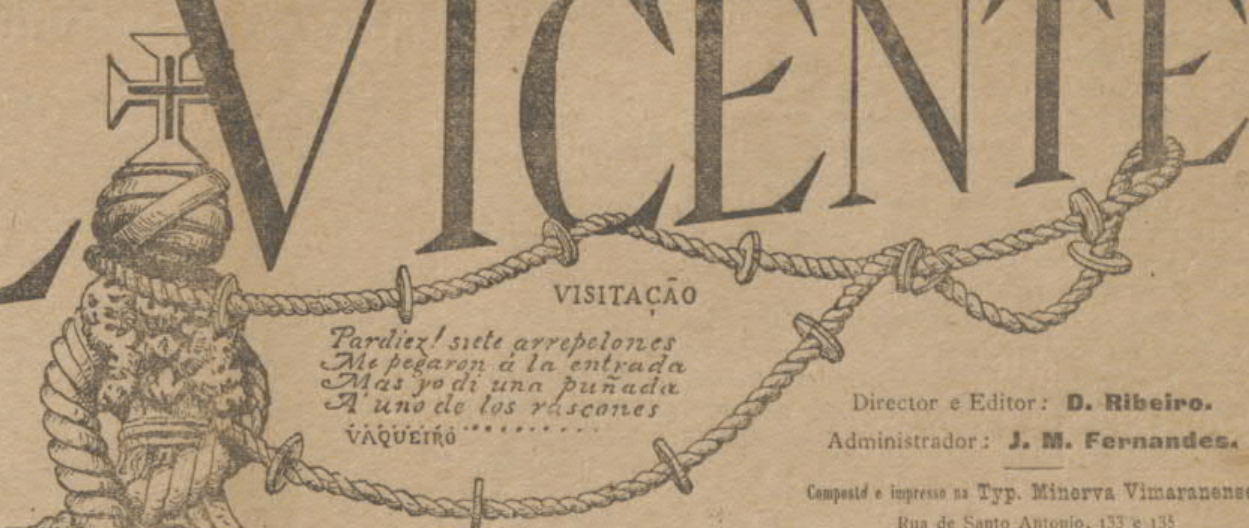 VICENTE
VISITAÇÃO
Pardiez! siete arrepelones
Me pegaron á la entrada
Mas yo di una puñada
A uno de los rascones
VAQUEIRO
Director e Editor: D. Ribeiro.
Administrador: J. M. Fernandes.
Composto e impresso na Typ. Minerva Vimaranense
Rua de Santo Antonio, 133 e 135